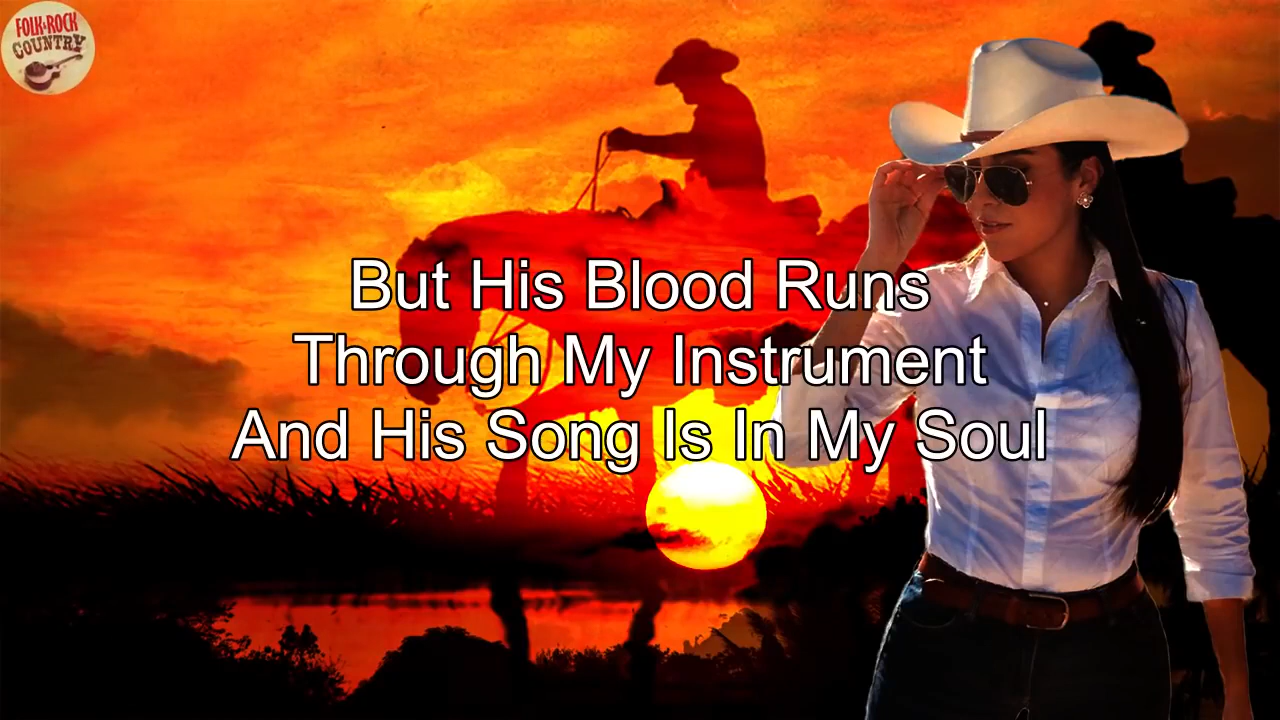 FOLK & ROCK
COUNTRY
But His Blood Runs
Through My Instrument
And His Song Is In My Soul